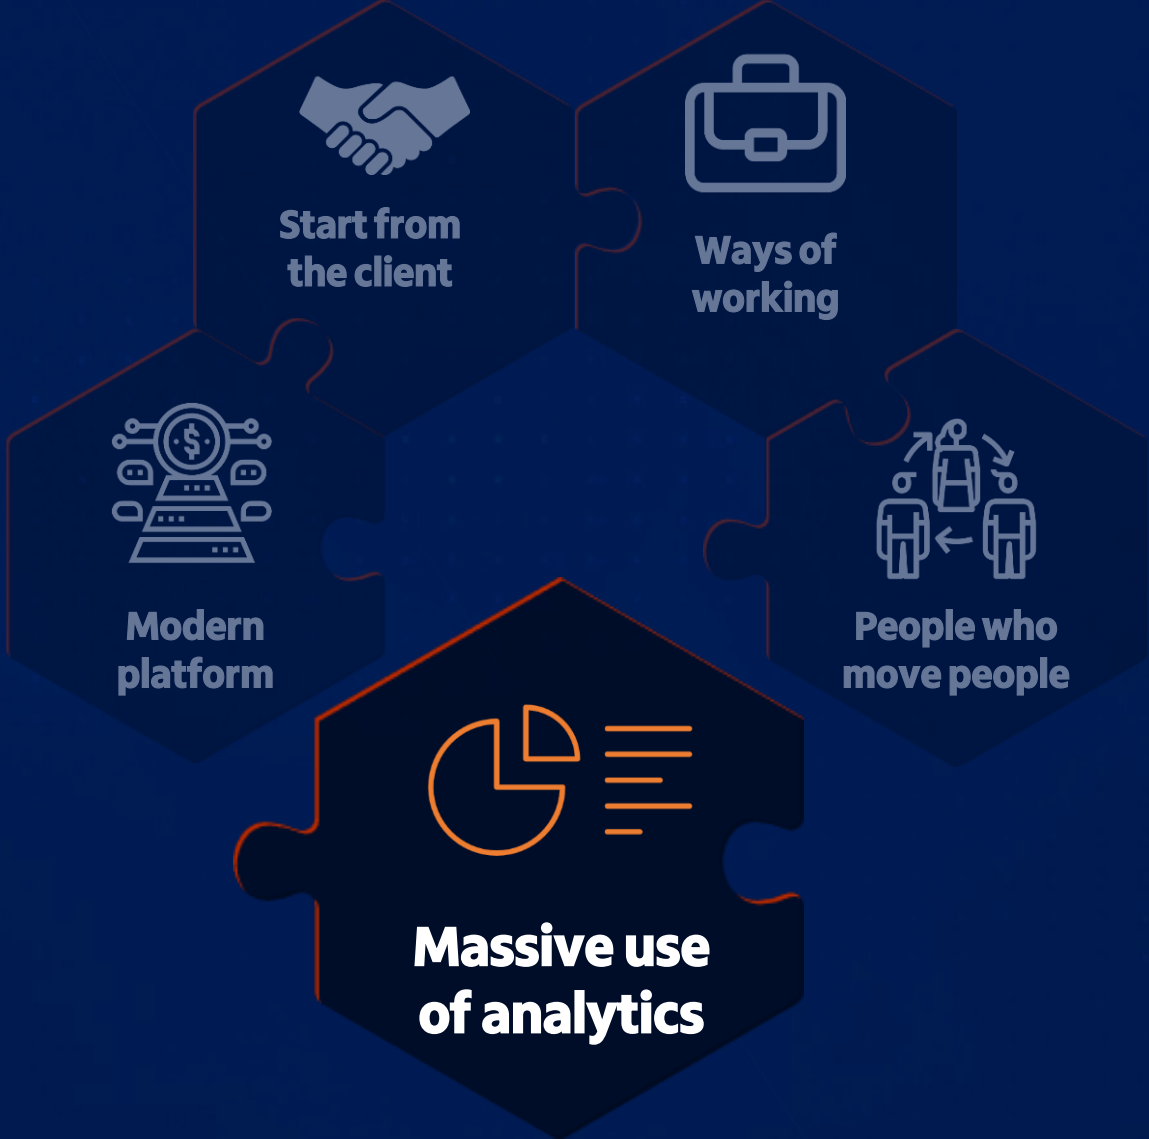 Start from
the client
Ways of
working
$
Modern
platform
People who
move people
Massive use
of analytics